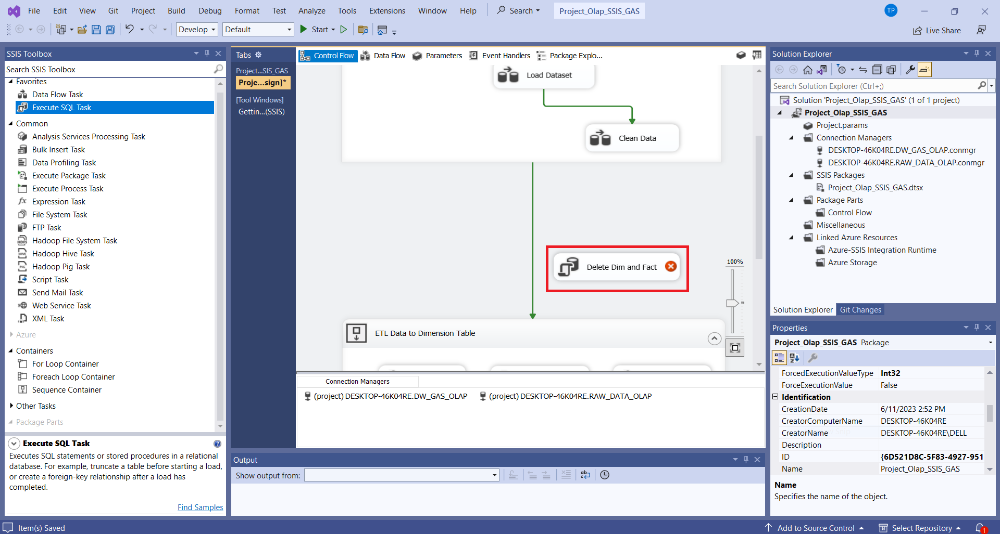 File Edit View Git Project Build Debug Format Test Analyze Tools Extensions Window Help Search Project_Olap_SSIS_GAS TP
Develop Default Start Live Share
SSIS Toolbox
Search SSIS Toolbox
Favorites
Data Flow Task
Execute SQL Task
Common
Analysis Services Processing Task
Bulk Insert Task
Data Profiling Task
Execute Package Task
Execute Process Task
Expression Task
File System Task
FTP Task
Hadoop File System Task
Hadoop Hive Task
Hadoop Pig Task
Script Task
Send Mail Task
Web Service Task
XML Task
Azure
Containers
For Loop Container
Foreach Loop Container
Sequence Container
Other Tasks
Package Parts
Execute SQL Task
Executes SQL statements or stored procedures in a relational
database. For example, truncate a table before starting a load,
or create a foreign-key relationship after a load has
completed.
Find Samples
Tabs
Project...SIS_GAS
Proje...sign]*
[Tool Windows]
Gettin...(SSIS)
Control Flow Data Flow Parameters Event Handlers Package Explo...
Load Dataset
Clean Data
Delete Dim and Fact
100%
ETL Data to Dimension Table
Connection Managers
(project) DESKTOP-46K04RE.DW_GAS_OLAP (project) DESKTOP-46K04RE.RAW_DATA_OLAP
Output
Show output from:
Solution Explorer
Search Solution Explorer (Ctrl+;)
Solution 'Project_Olap_SSIS_GAS' (1 of 1 project)
Project_Olap_SSIS_GAS
Project.params
Connection Managers
DESKTOP-46K04RE.DW_GAS_OLAP.conmgr
DESKTOP-46K04RE.RAW_DATA_OLAP.conmgr
SSIS Packages
Project_Olap_SSIS_GAS.dtsx
Package Parts
Control Flow
Miscellaneous
Linked Azure Resources
Azure-SSIS Integration Runtime
Azure Storage
Solution Explorer Git Changes
Properties
Project_Olap_SSIS_GAS Package
ForcedExecutionValueType Int32
ForceExecutionValue False
Identification
CreationDate 6/11/2023 2:52 PM
CreatorComputerName DESKTOP-46K04RE
CreatorName DESKTOP-46K04RE\DELL
Description
ID {6D521D8C-5F83-4927-951
Name Project_Olap_SSIS_GAS
Name
Specifies the name of the object.
Item(s) Saved Add to Source Control Select Repository 1